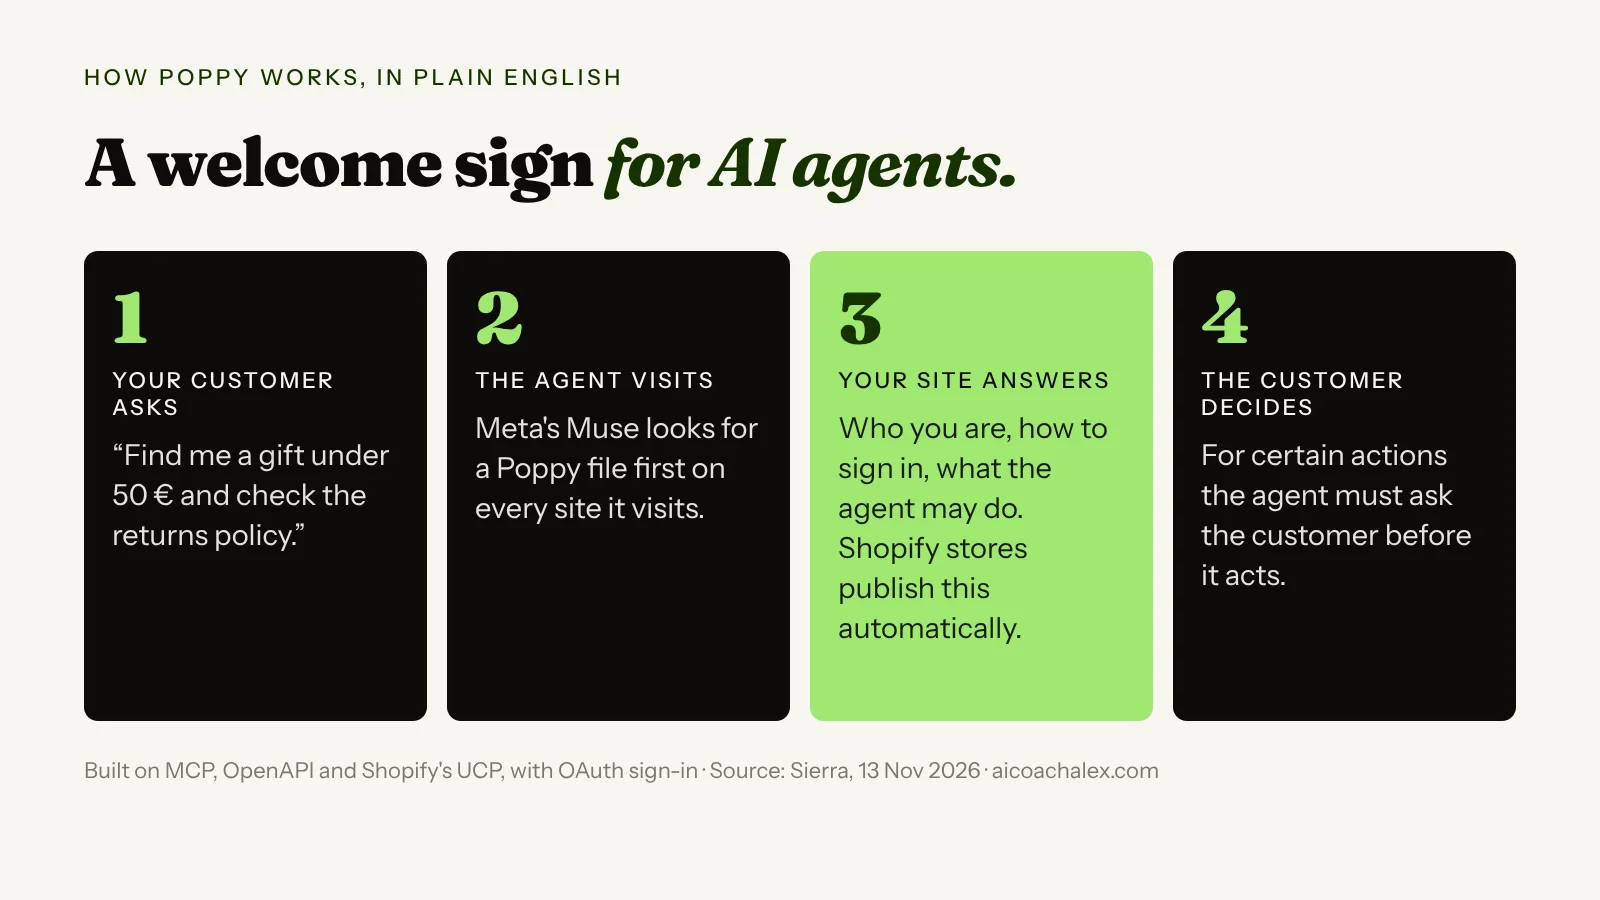 HOW POPPY WORKS, IN PLAIN ENGLISH
A welcome sign for AI agents.
1
YOUR CUSTOMER
ASKS
“Find me a gift under
50 € and check the
returns policy.”
2
THE AGENT VISITS
Meta's Muse looks for
a Poppy file first on
every site it visits.
3
YOUR SITE ANSWERS
Who you are, how to
sign in, what the
agent may do.
Shopify stores
publish this
automatically.
4
THE CUSTOMER
DECIDES
For certain actions
the agent must ask
the customer before
it acts.
Built on MCP, OpenAPI and Shopify's UCP, with OAuth sign-in · Source: Sierra, 13 Nov 2026 · aicoachalex.com